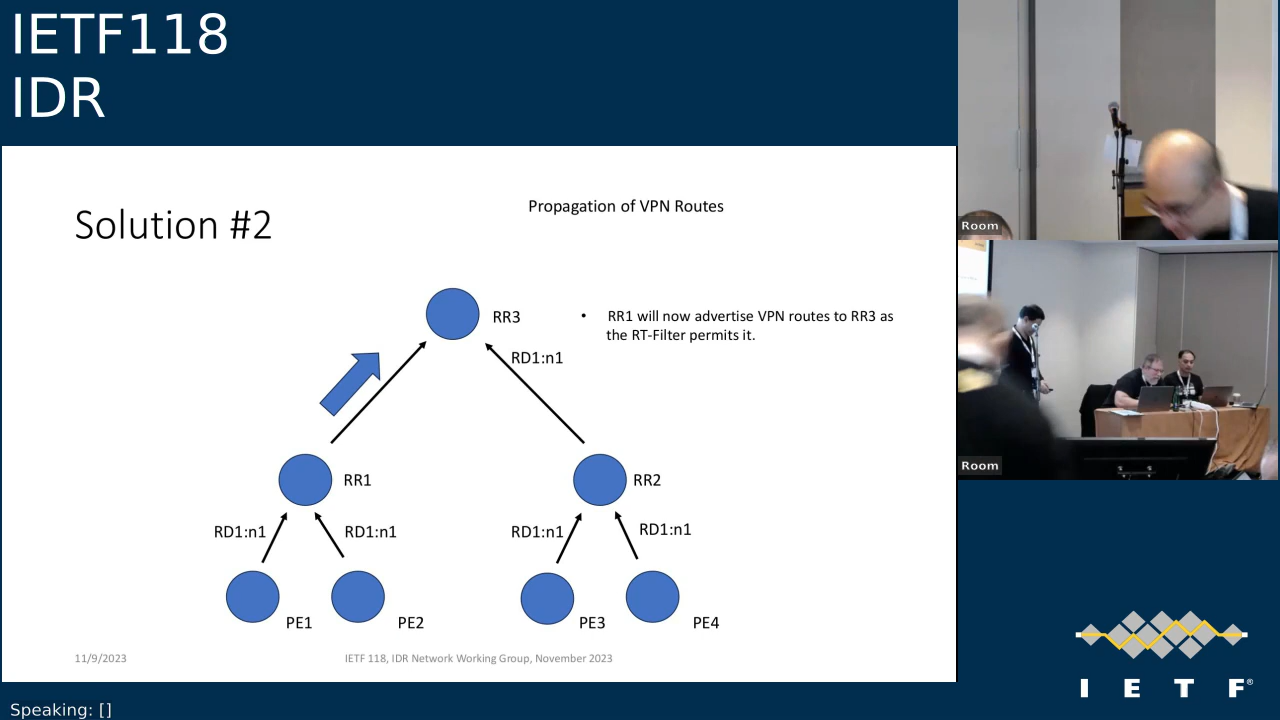 IETF118
IDR
Solution #2
Propagation of VPN Routes
RR3
• RR1 will now advertise VPN routes to RR3 as
the RT-Filter permits it.
RD1:n1
RR1
RR2
RD1:n1
RD1:n1
RD1:n1
RD1:n1
PE1
PE2
PE3
PE4
11/9/2023
IETF 118, IDR Network Working Group, November 2023
Room
Room
I E T F®
Speaking: []